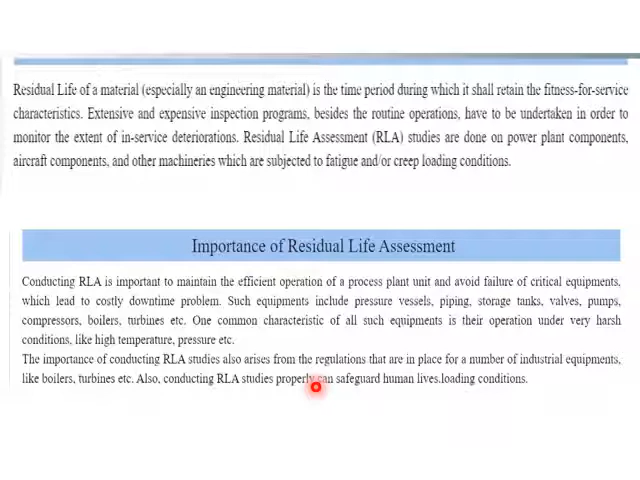 Residual Life of a material (especially an engineering material) is the time period during which it shall retain the fitness-for-service
characteristics. Extensive and expensive inspection programs, besides the routine operations, have to be undertaken in order to
monitor the extent of in-service deteriorations. Residual Life Assessment (RLA) studies are done on power plant components,
aircraft components, and other machineries which are subjected to fatigue and/or creep loading conditions.
Importance of Residual Life Assessment
Conducting RLA is important to maintain the efficient operation of a process plant unit and avoid failure of critical equipments,
which lead to costly downtime problem. Such equipments include pressure vessels, piping, storage tanks, valves, pumps,
compressors, boilers, turbines etc. One common characteristic of all such equipments is their operation under very harsh
conditions, like high temperature, pressure etc.
The importance of conducting RLA studies also arises from the regulations that are in place for a number of industrial equipments,
like boilers, turbines etc. Also, conducting RLA studies properly can safeguard human lives.loading conditions.